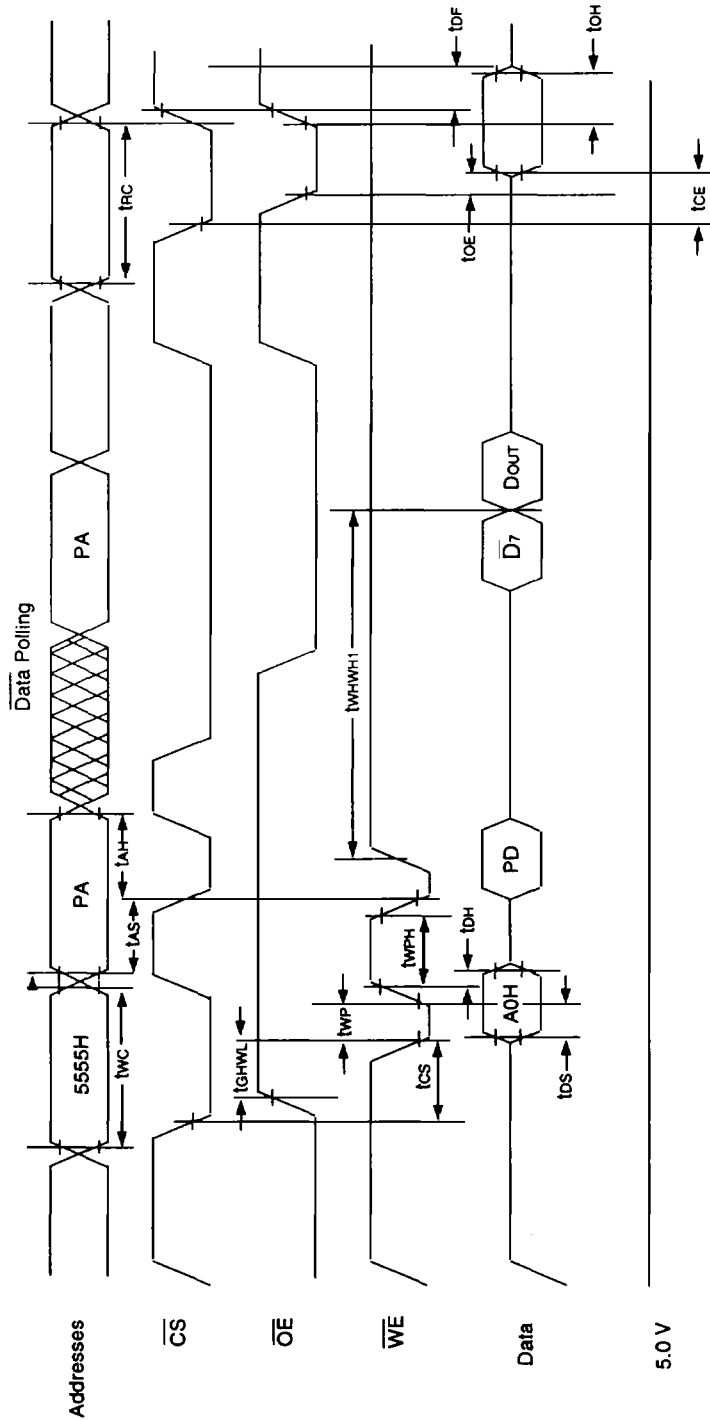 Data Polling
Addresses
5555H
PA
PA
tWC
tAS
tAH
tRC
CS
OE
tGHWL
WE
tWP
tCS
tWPH
tDH
tWHWH1
tDF
tOH
tOE
tCE
Data
A0H
PD
D7
DOUT
tDS
5.0 V